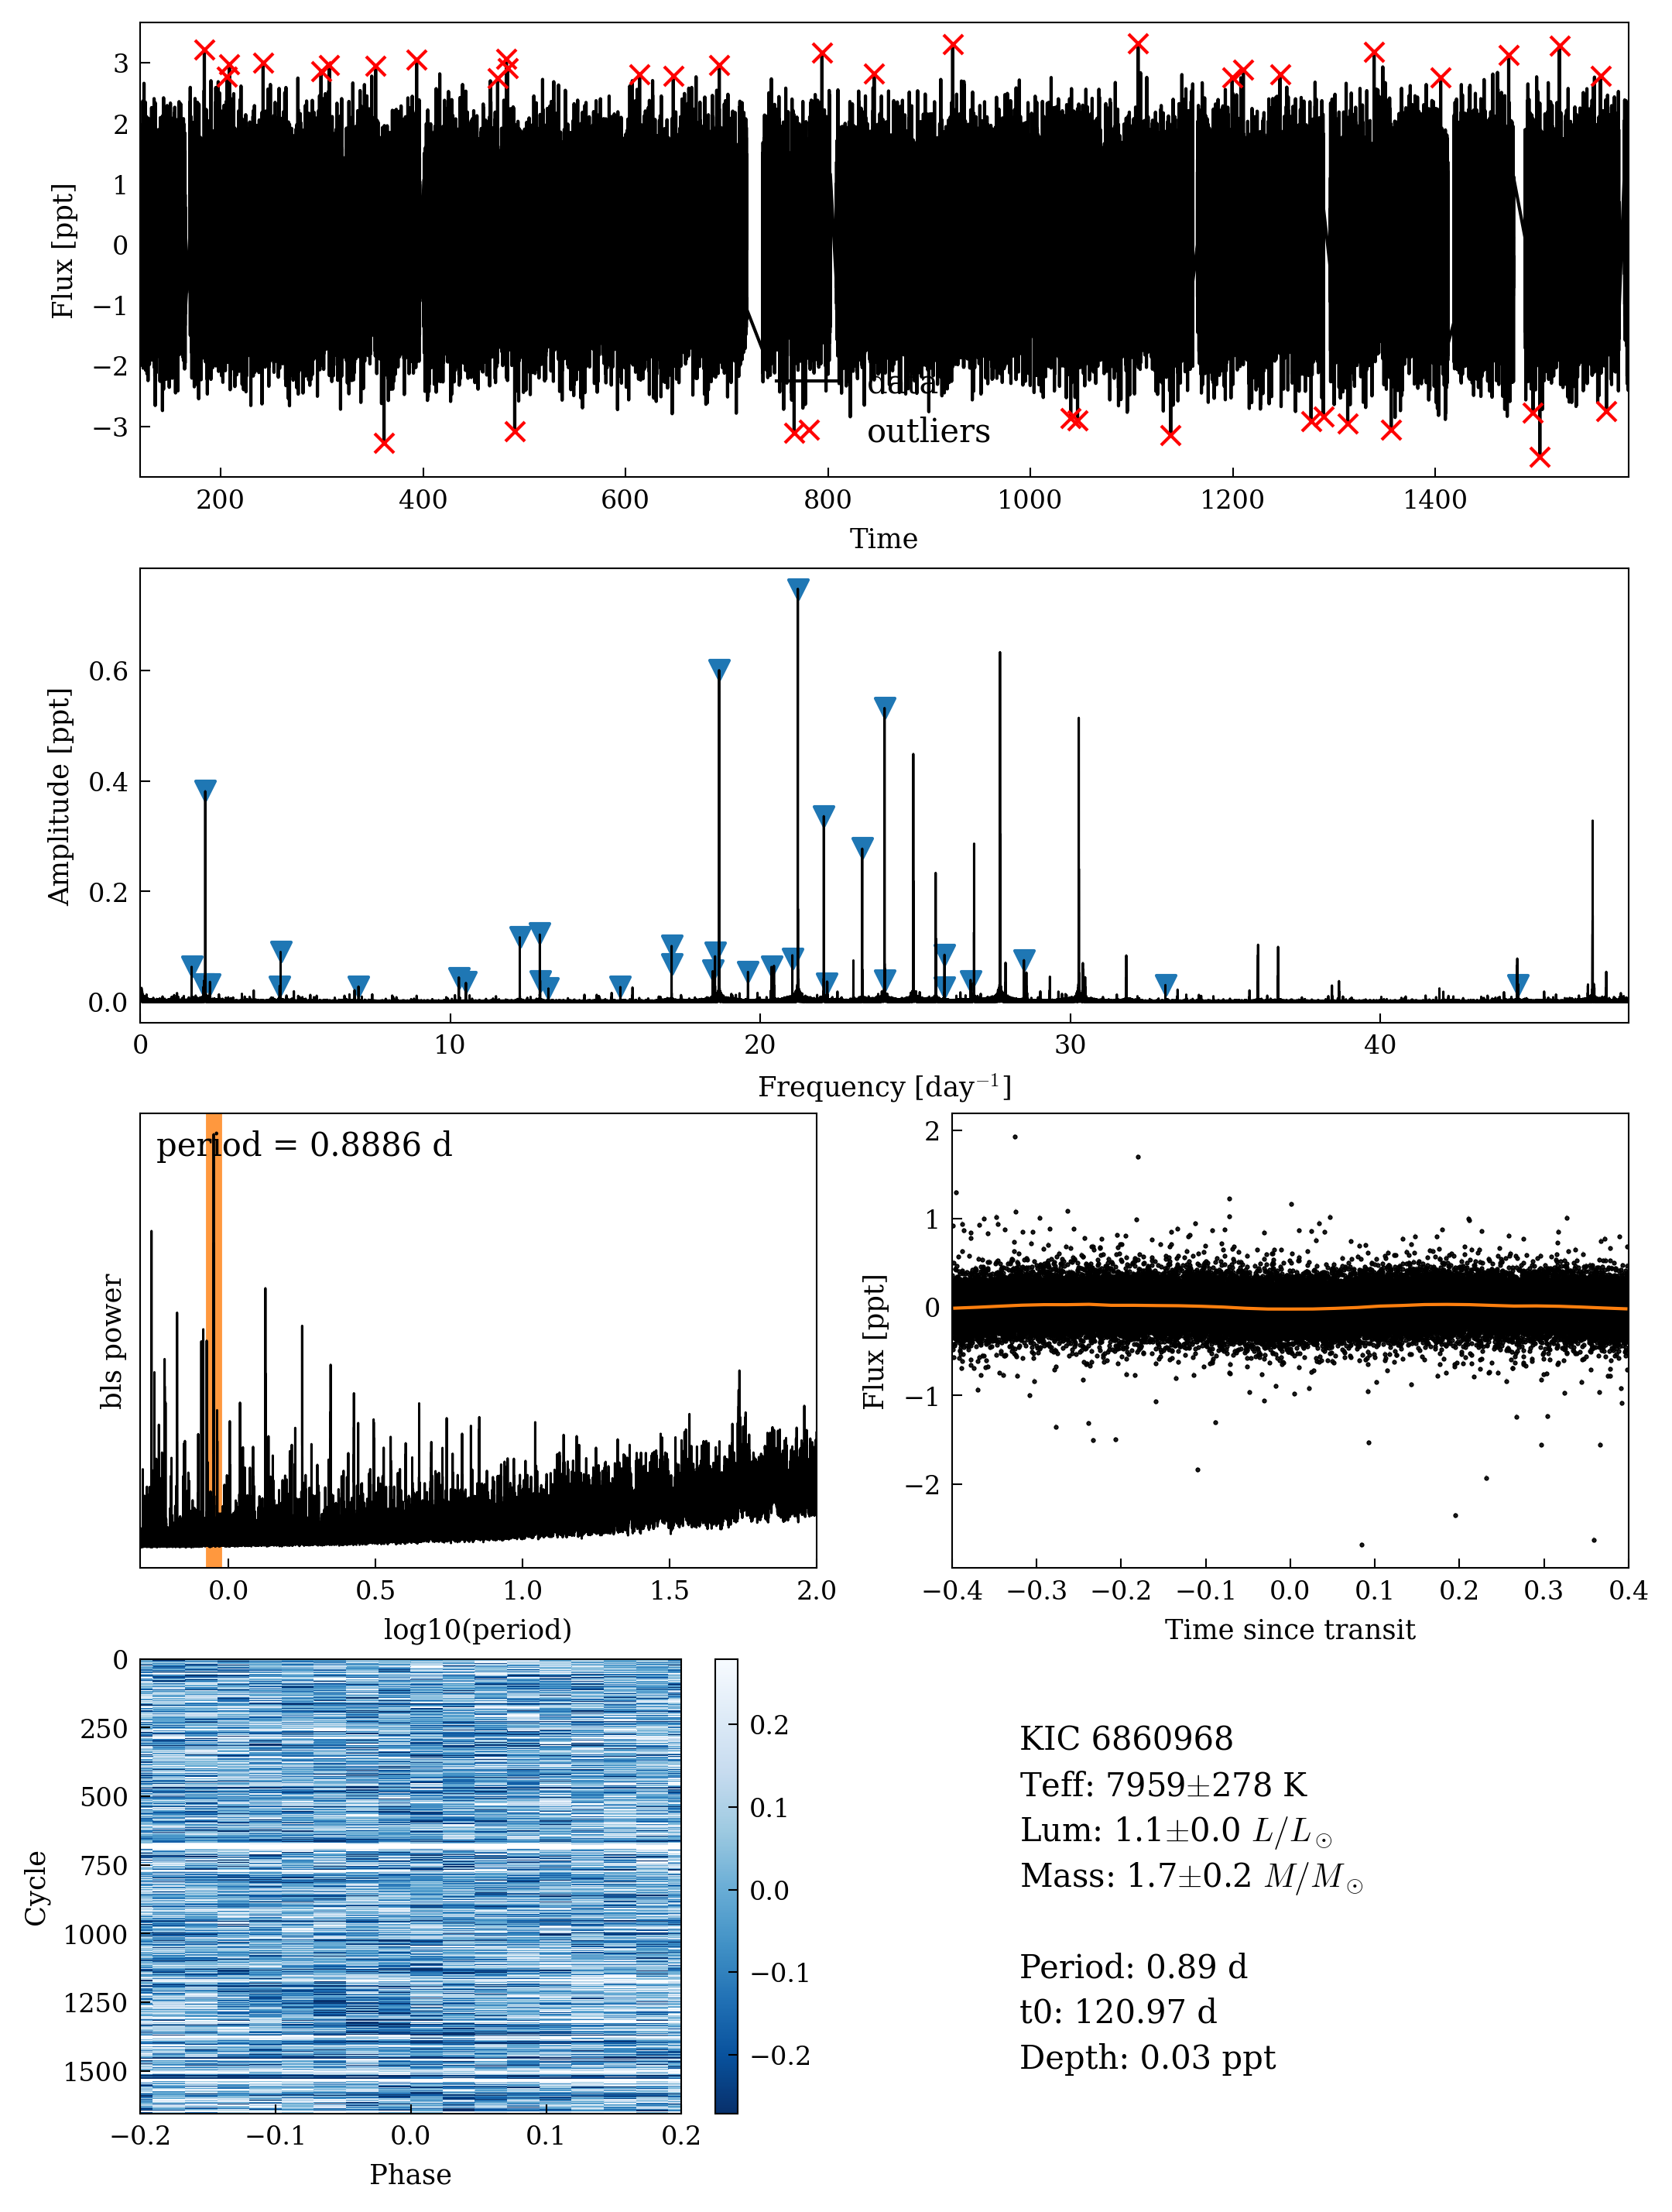 3
2
1
0
−1
−2
−3
Flux [ppt]
data
outliers
200
400
600
800
1000
1200
1400
Time
0.6
0.4
0.2
0.0
Amplitude [ppt]
0
10
20
30
40
Frequency [day⁻¹]
period = 0.8886 d
bls power
0.0
0.5
1.0
1.5
2.0
log10(period)
2
1
0
−1
−2
Flux [ppt]
−0.4
−0.3
−0.2
−0.1
0.0
0.1
0.2
0.3
0.4
Time since transit
0
250
500
750
1000
1250
1500
Cycle
−0.2
−0.1
0.0
0.1
0.2
Phase
0.2
0.1
0.0
−0.1
−0.2
KIC 6860968
Teff: 7959±278 K
Lum: 1.1±0.0 L/L⊙
Mass: 1.7±0.2 M/M⊙
Period: 0.89 d
t0: 120.97 d
Depth: 0.03 ppt